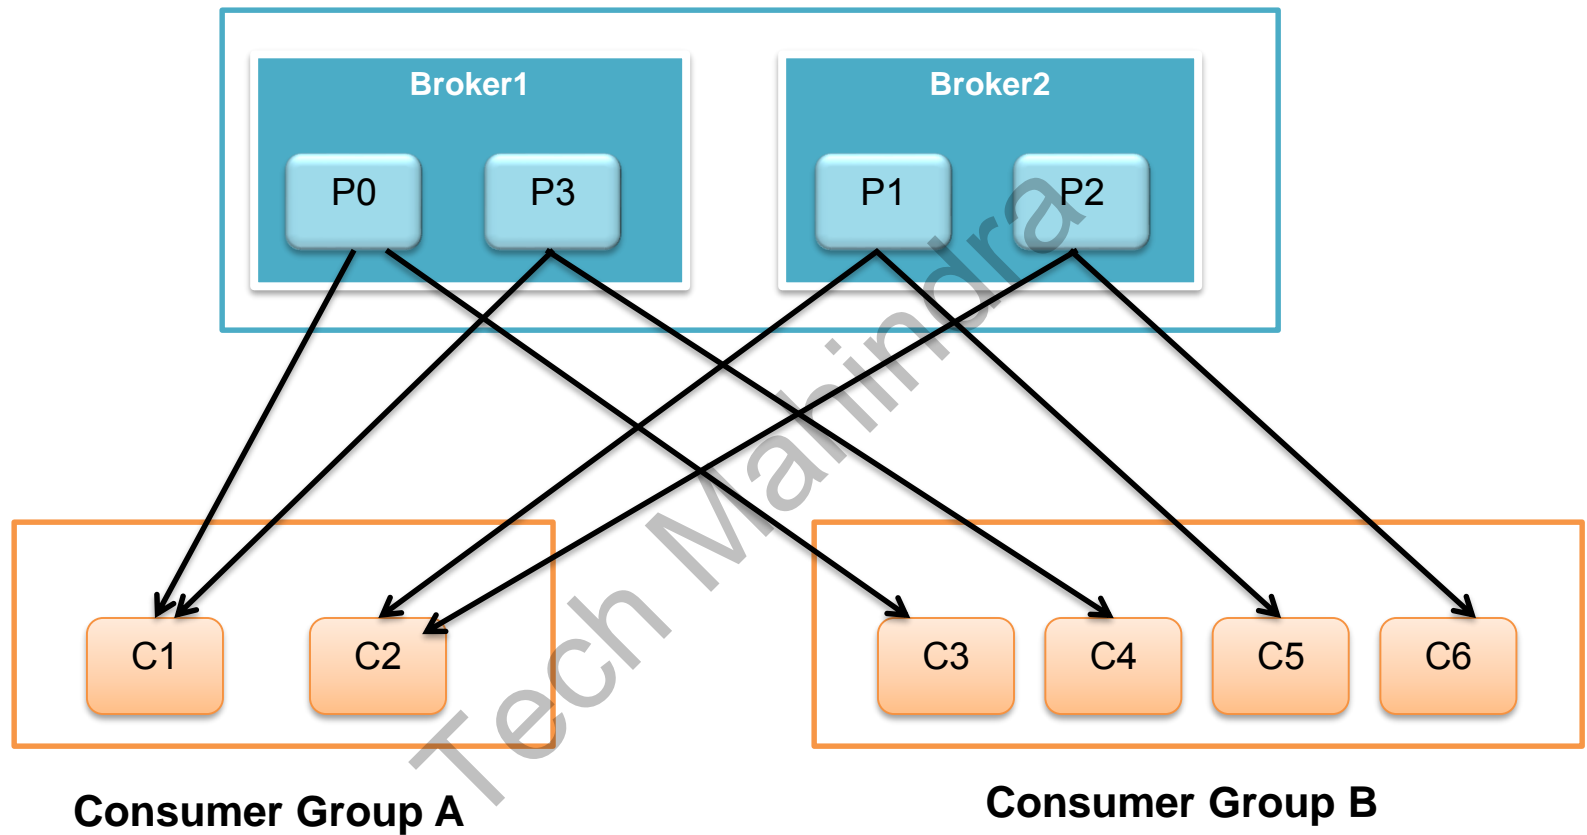 Broker1
Broker2
P0
P3
P1
P2
Tech Mahindra
C1
C2
C3
C4
C5
C6
Consumer Group A
Consumer Group B